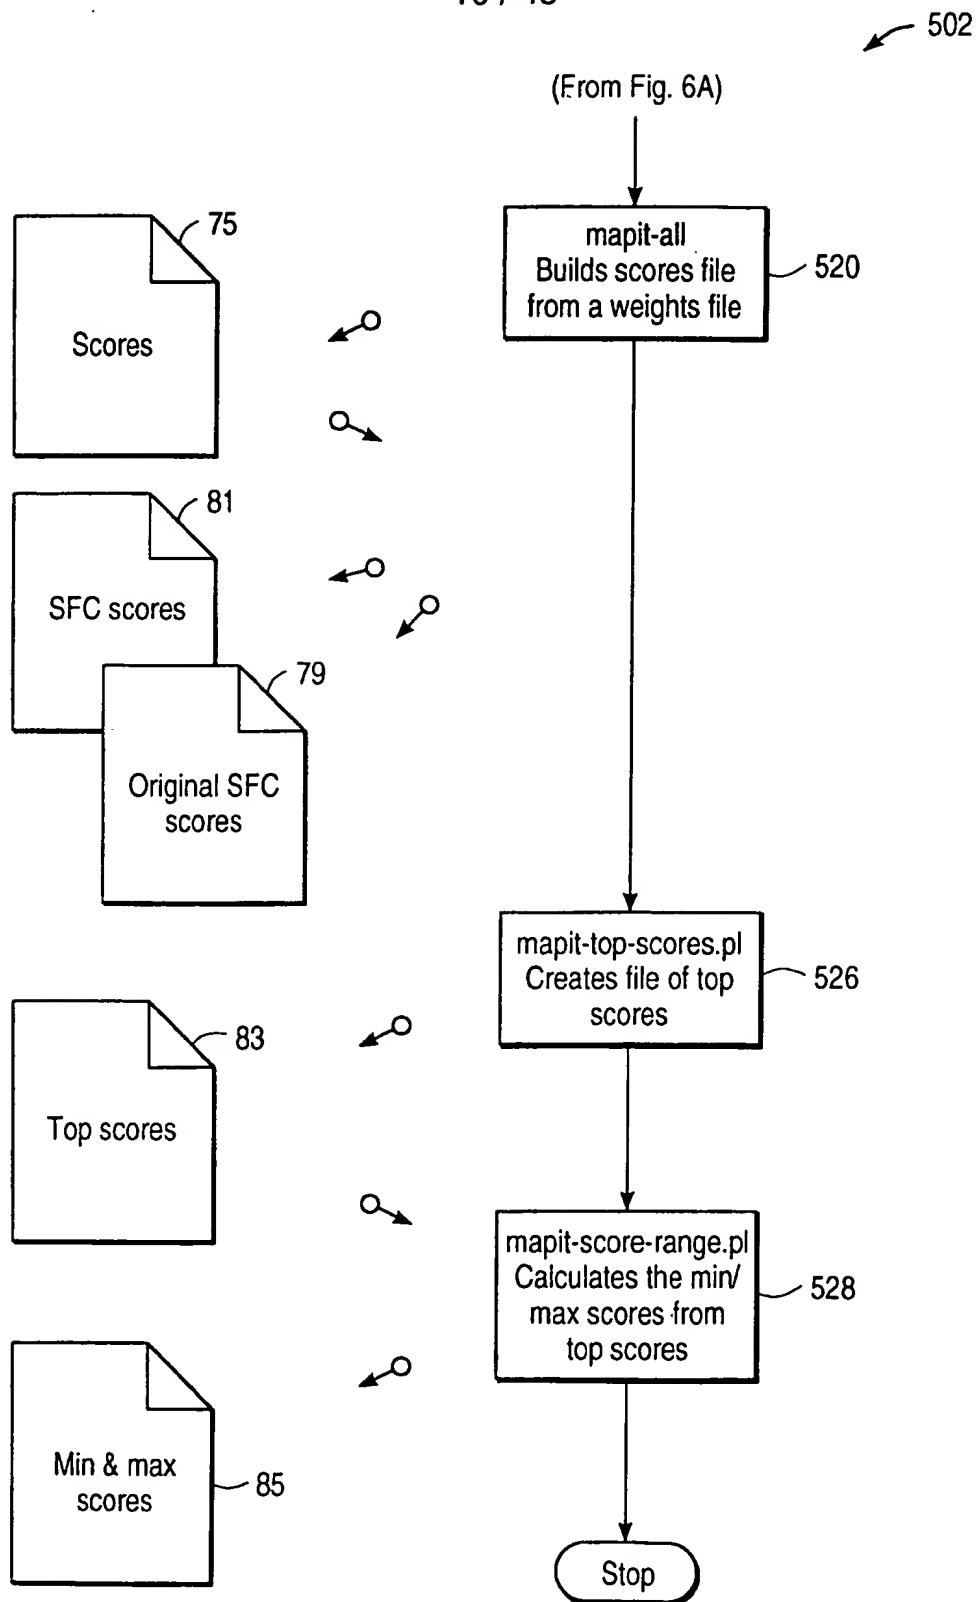 502
(From Fig. 6A)
75
Scores
mapit-all
Builds scores file
from a weights file
520
81
SFC scores
79
Original SFC
scores
mapit-top-scores.pl
Creates file of top
scores
526
83
Top scores
mapit-score-range.pl
Calculates the min/
max scores from
top scores
528
Min & max
scores
85
Stop